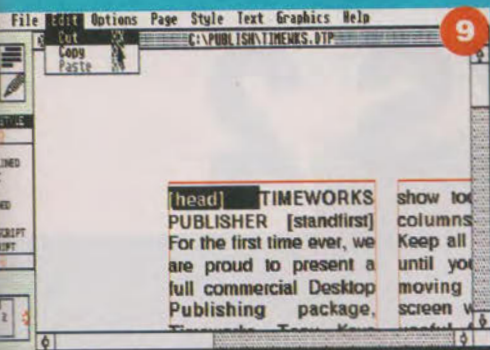 File Edit Options Page Style Text Graphics Help
9
C:\PUBLISH\TIMEWKS.DTP
Cut
Copy
Paste
[head] TIMEWORKS
PUBLISHER [standfirst]
For the first time ever, we
are proud to present a
full commercial Desktop
Publishing package,
show
columns
Keep all
until
moving
screen